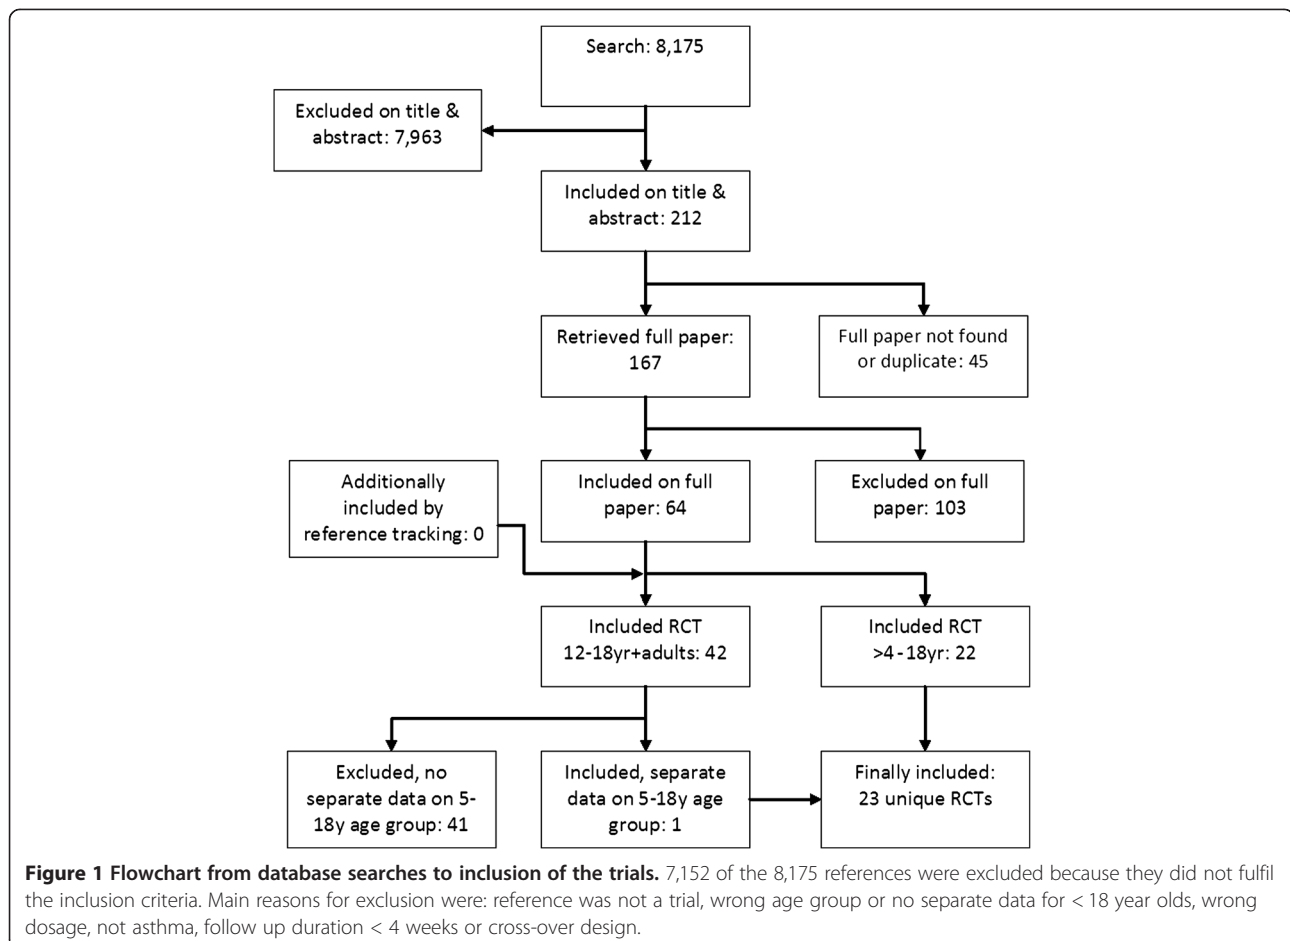 Search: 8,175
Excluded on title &
abstract: 7,963
Included on title &
abstract: 212
Retrieved full paper:
167
Full paper not found
or duplicate: 45
Included on full
paper: 64
Excluded on full
paper: 103
Additionally
included by
reference tracking: 0
Included RCT
12-18yr+adults: 42
Included RCT
>4-18yr: 22
Excluded, no
separate data on 5-
18y age group: 41
Included, separate
data on 5-18y age
group: 1
Finally included:
23 unique RCTs
Figure 1 Flowchart from database searches to inclusion of the trials. 7,152 of the 8,175 references were excluded because they did not fulfil
the inclusion criteria. Main reasons for exclusion were: reference was not a trial, wrong age group or no separate data for < 18 year olds, wrong
dosage, not asthma, follow up duration < 4 weeks or cross-over design.